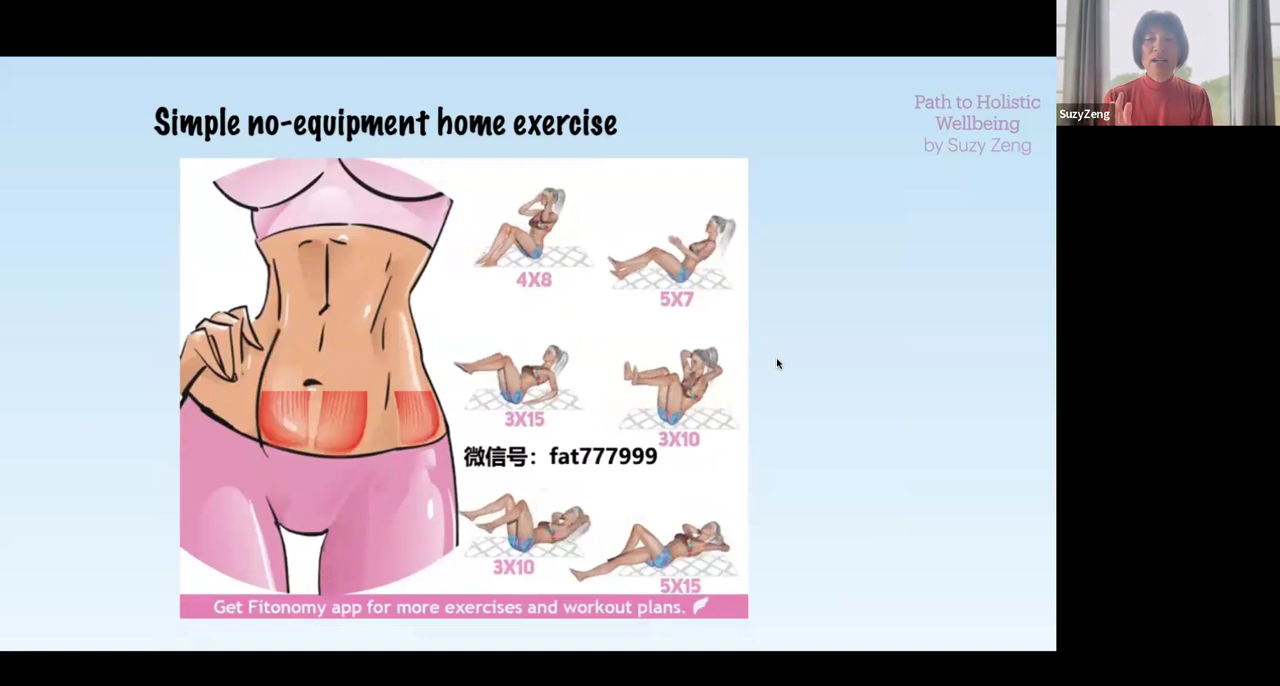 Simple no-equipment home exercise
Path to Holistic
Wellbeing
by Suzy Zeng
SuzyZeng
4X8
5X7
3X15
3X10
微信号：fat777999
3X10
5X15
Get Fitonomy app for more exercises and workout plans.